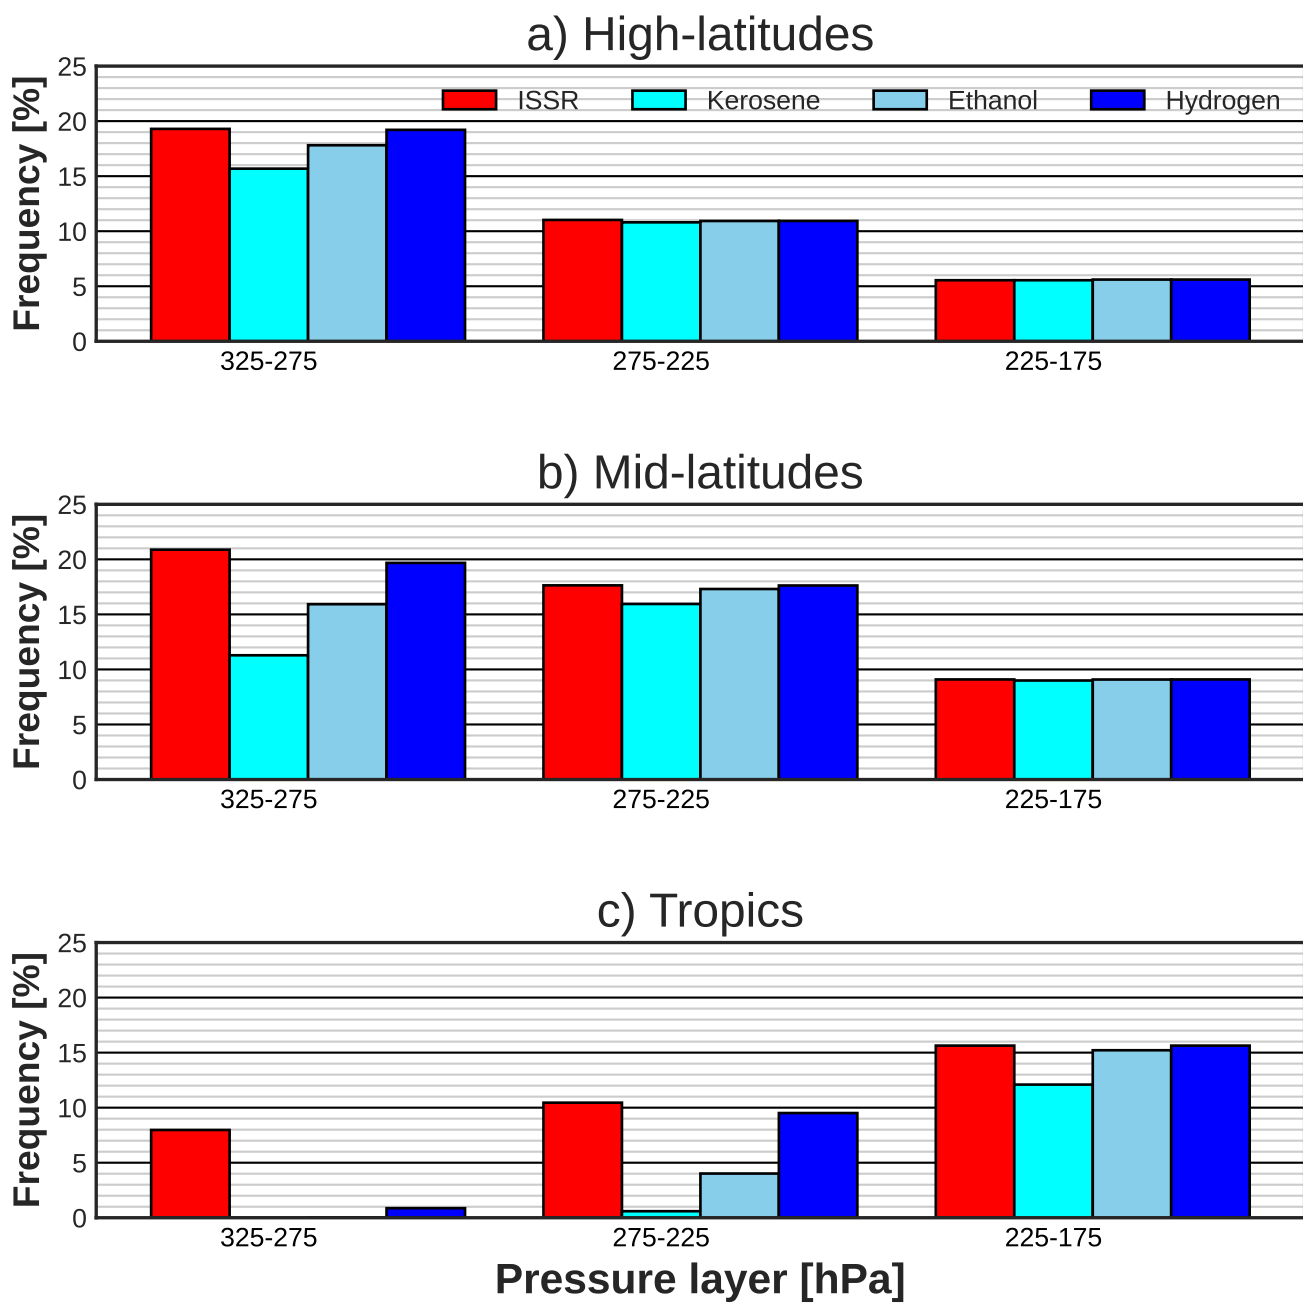 a) High-latitudes
Frequency [%]
25
20
15
10
5
0
ISSR Kerosene Ethanol Hydrogen
325-275 275-225 225-175
b) Mid-latitudes
Frequency [%]
25
20
15
10
5
0
325-275 275-225 225-175
c) Tropics
Frequency [%]
25
20
15
10
5
0
325-275 275-225 225-175
Pressure layer [hPa]